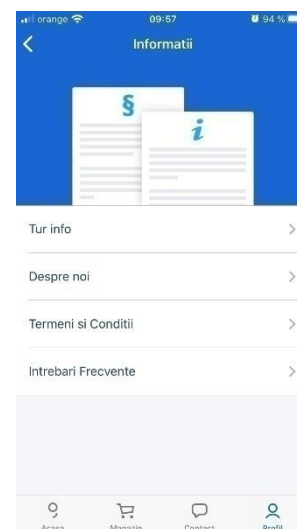 orange 09:57 94 %
Informatii
§
i
Tur info
Despre noi
Termeni si Conditii
Intrebari Frecvente
Acasa Magazin Contact Profil